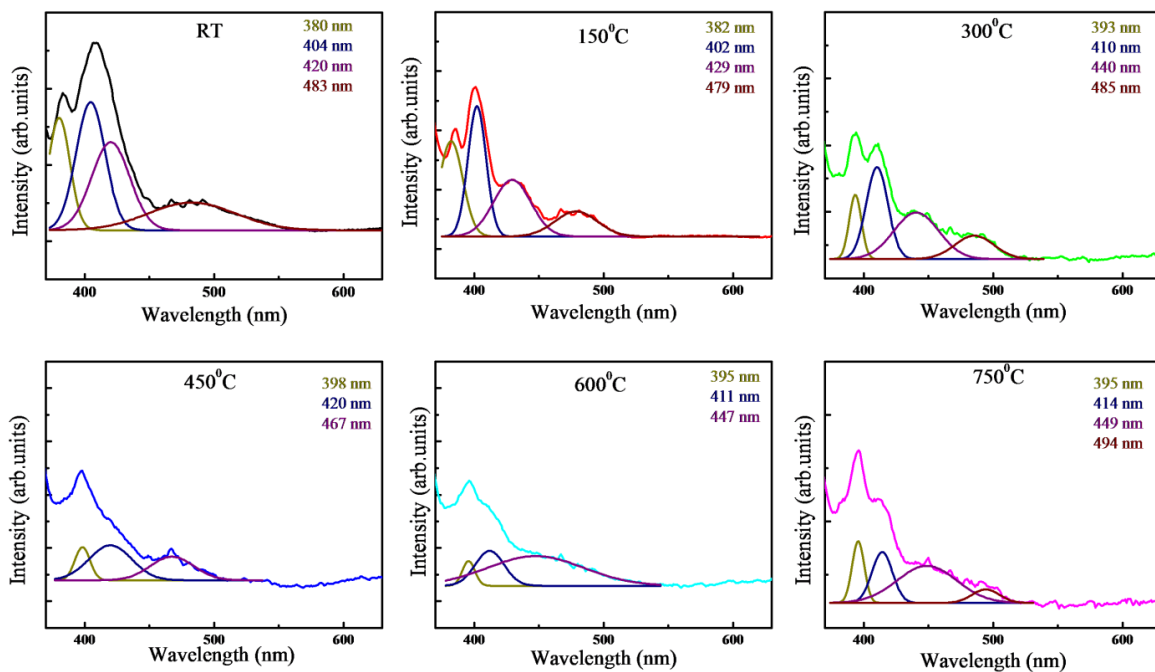 RT
380 nm
404 nm
420 nm
483 nm
Intensity (arb.units)
400
500
600
Wavelength (nm)
150⁰C
382 nm
402 nm
429 nm
479 nm
Intensity (arb.units)
400
500
600
Wavelength (nm)
300⁰C
393 nm
410 nm
440 nm
485 nm
Intensity (arb.units)
400
500
600
Wavelength (nm)
450⁰C
398 nm
420 nm
467 nm
Intensity (arb.units)
400
500
600
Wavelength (nm)
600⁰C
395 nm
411 nm
447 nm
Intensity (arb.units)
400
500
600
Wavelength (nm)
750⁰C
395 nm
414 nm
449 nm
494 nm
Intensity (arb.units)
400
500
600
Wavelength (nm)